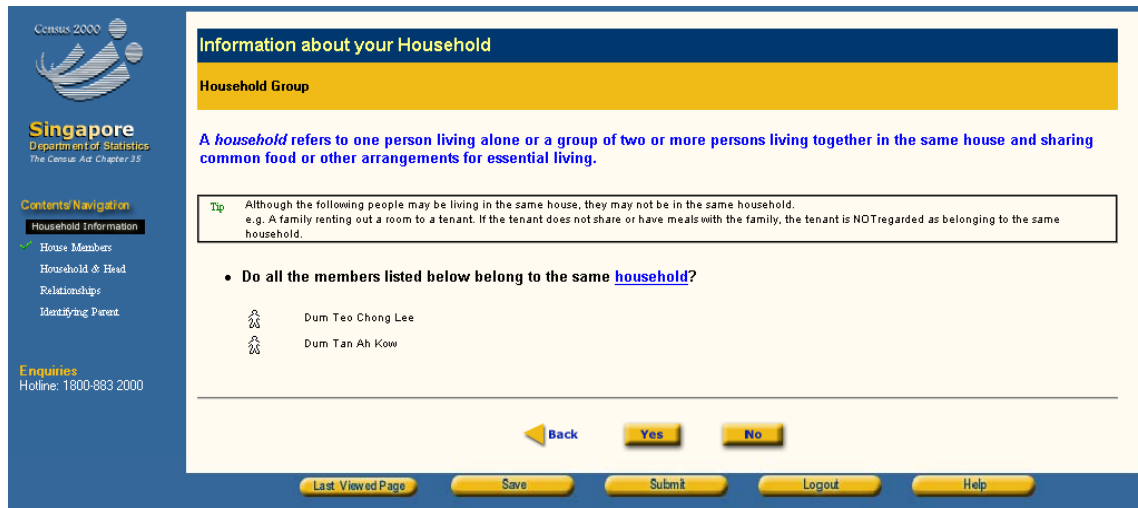 Census 2000
Singapore
Department of Statistics
The Census Act Chapter 35
Contents/Navigation
Household Information
House Members
Household & Head
Relationships
Identifying Parent
Enquiries
Hotline: 1800-883 2000
Information about your Household
Household Group
A household refers to one person living alone or a group of two or more persons living together in the same house and sharing
common food or other arrangements for essential living.
Tip Although the following people may be living in the same house, they may not be in the same household.
e.g. A family renting out a room to a tenant. If the tenant does not share or have meals with the family, the tenant is NOTregarded as belonging to the same
household.
• Do all the members listed below belong to the same household?
Dum Teo Chong Lee
Dum Tan Ah Kow
Back Yes No
Last Viewed Page Save Submit Logout Help